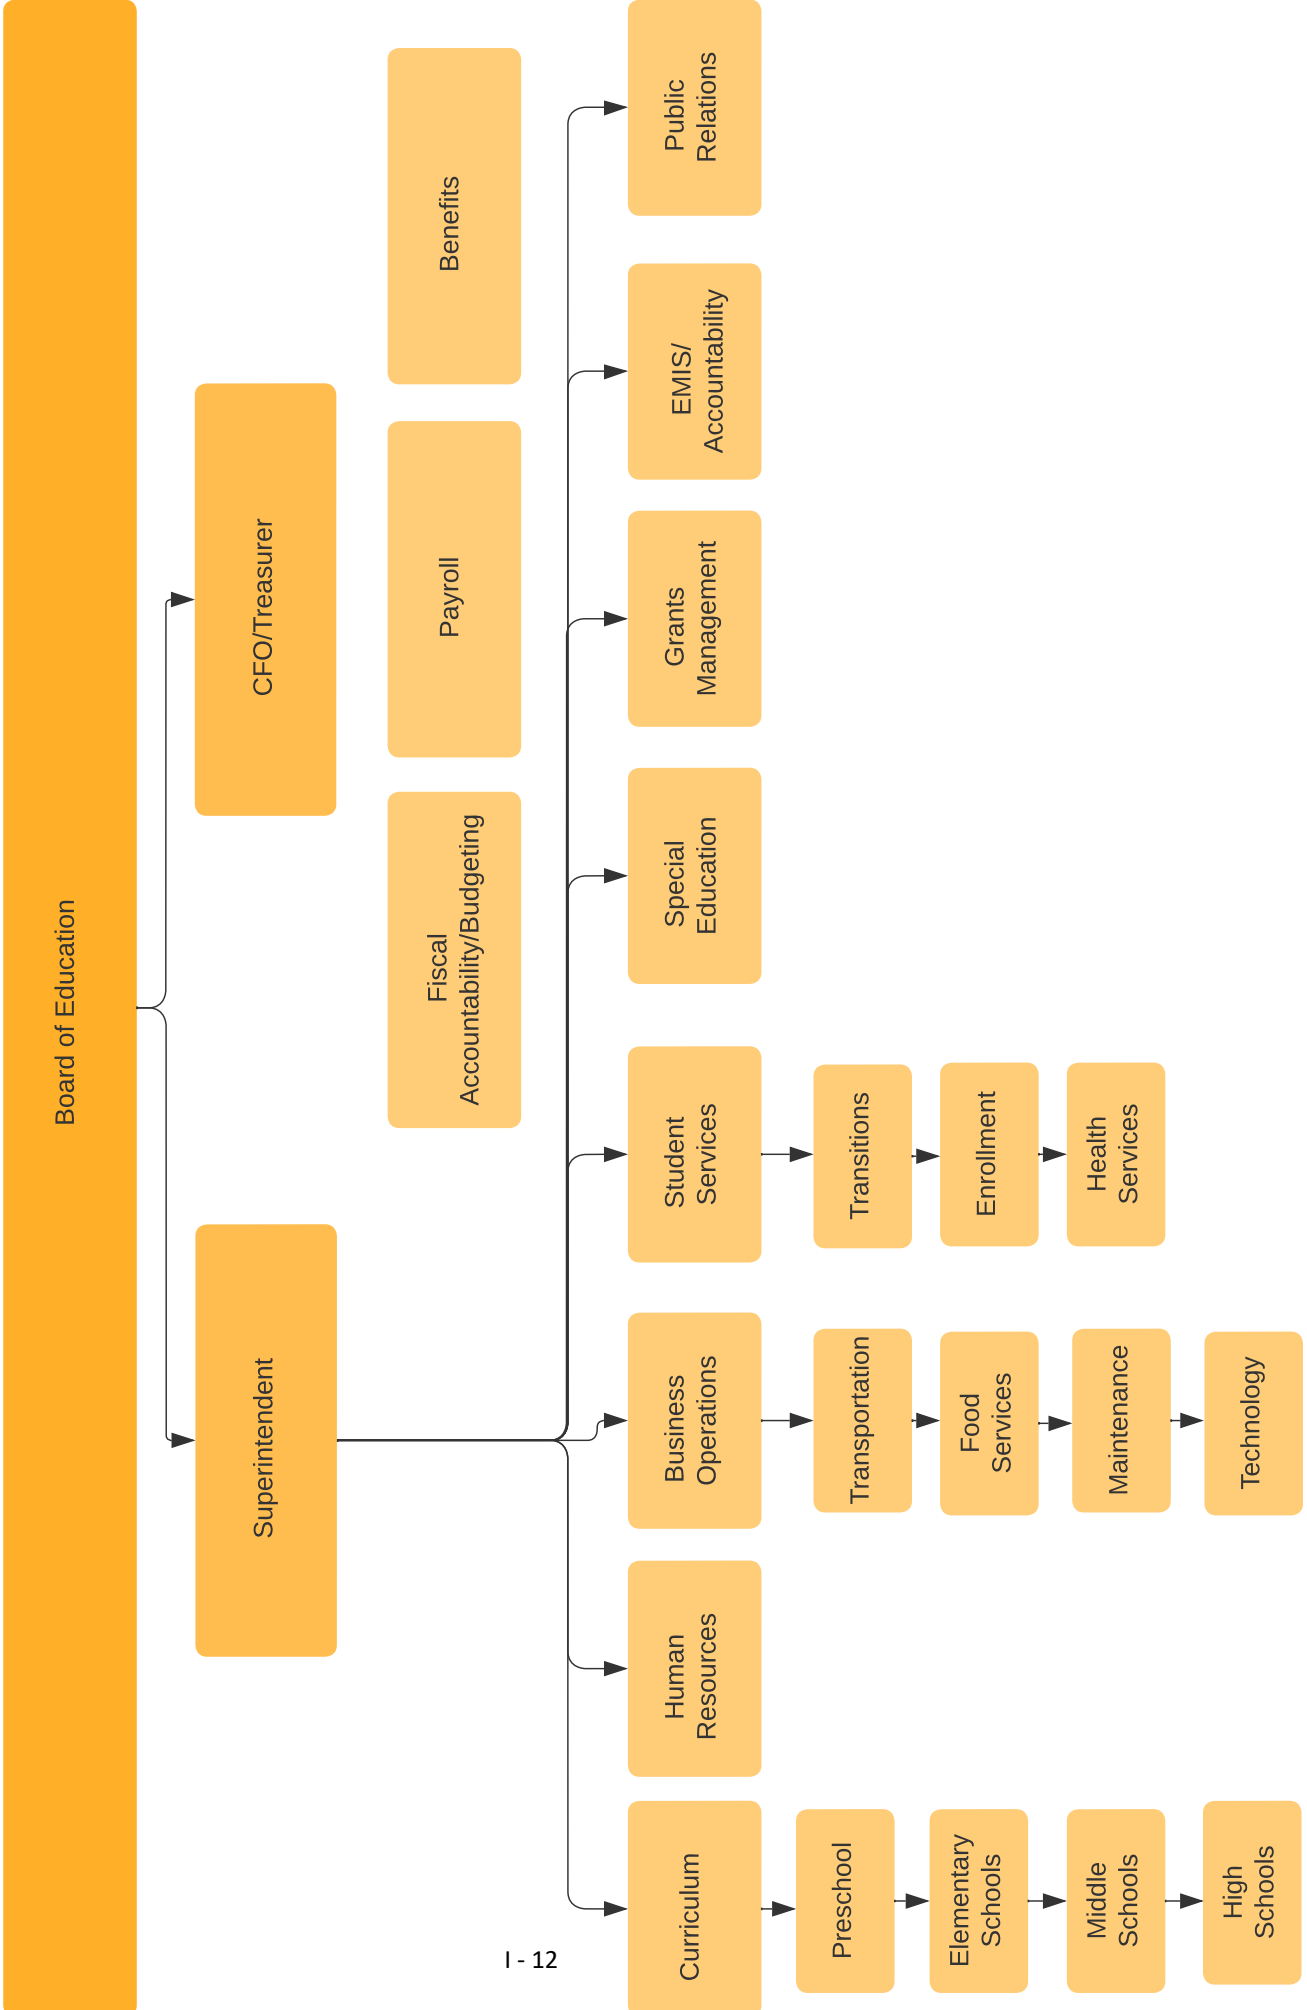 Board of Education
Superintendent
CFO/Treasurer
Fiscal
Accountability/Budgeting
Payroll
Benefits
Curriculum
Human
Resources
Business
Operations
Student
Services
Special
Education
Grants
Management
EMIS/
Accountability
Public
Relations
Preschool
Elementary
Schools
Middle
Schools
High
Schools
Transportation
Food
Services
Maintenance
Technology
Transitions
Enrollment
Health
Services
I - 12